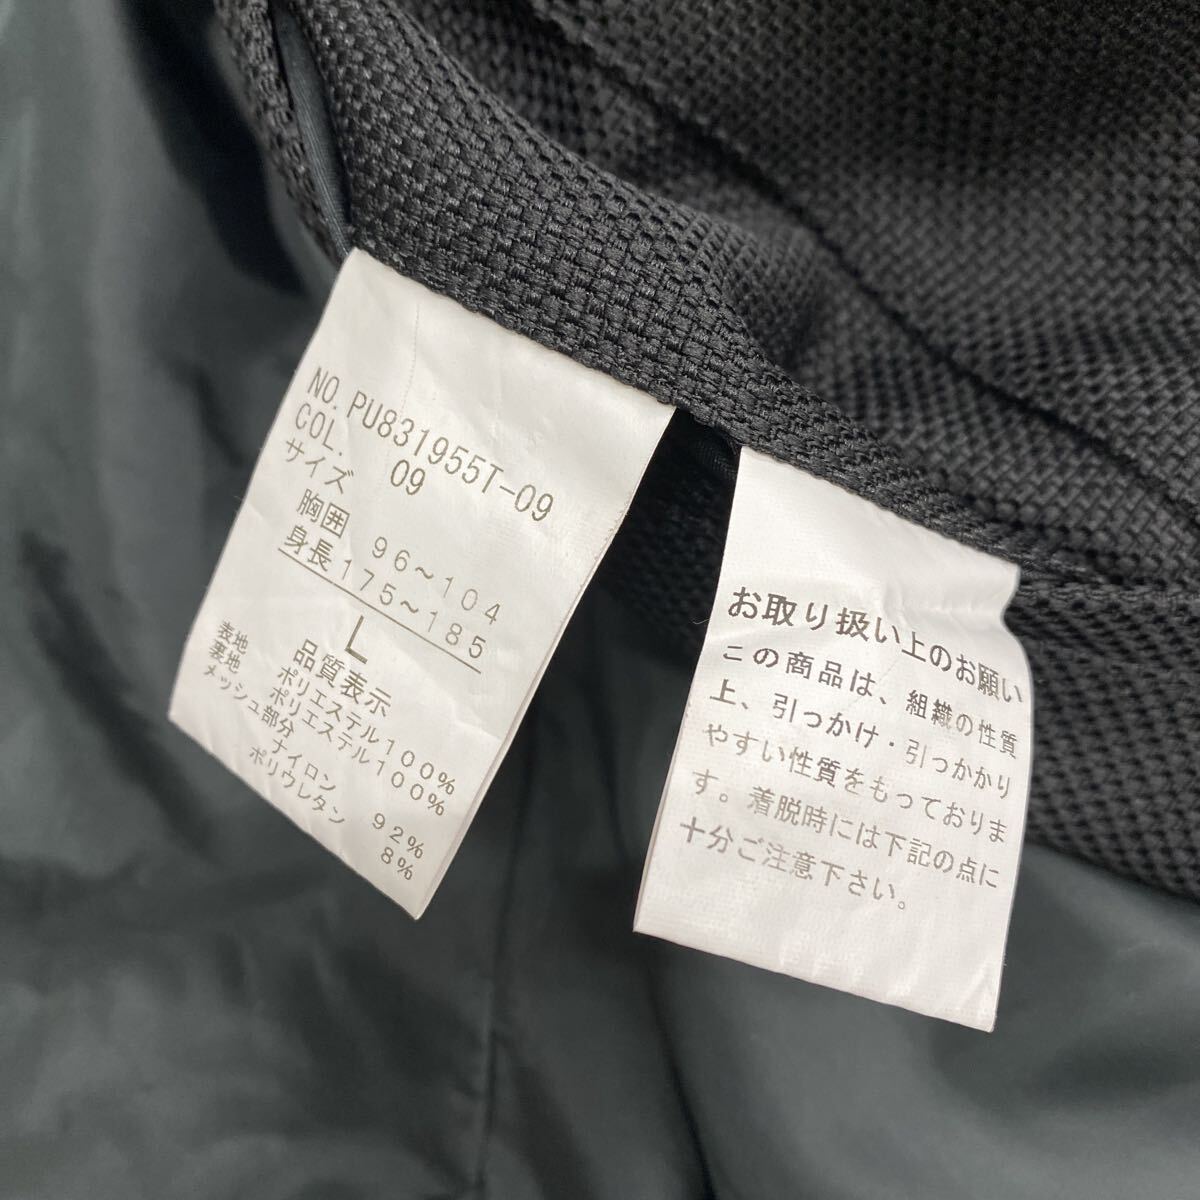 NO. PU831955T-09
COL. 09
サイズ
胸囲 96~104
身長175~185
L
品質表示
表地 ポリエステル100%
裏地 ポリエステル100%
メッシュ部分
ナイロン 92%
ポリウレタン 8%
お取り扱い上のお願い
この商品は、組織の性質
上、引っかけ・引っかかり
やすい性質をもっておりま
す。着脱時には下記の点に
十分ご注意下さい。